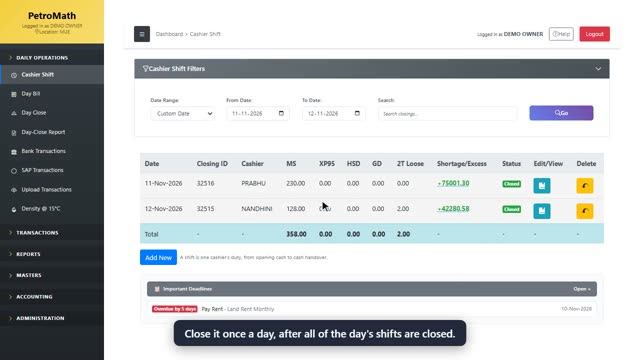 PetroMath
Logged in as DEMO OWNER
Location: MUE
DAILY OPERATIONS
Cashier Shift
Day Bill
Day Close
Day-Close Report
Bank Transactions
SAP Transactions
Upload Transactions
Density @ 15°C
TRANSACTIONS
REPORTS
MASTERS
ACCOUNTING
ADMINISTRATION
Dashboard > Cashier Shift
Logged in as DEMO OWNER
Help
Logout
Cashier Shift Filters
Date Range: From Date: To Date: Search:
Custom Date 11-11-2026 12-11-2026 Search closings... Go
Date Closing ID Cashier MS XP95 HSD GD 2T Loose Shortage/Excess Status Edit/View Delete
11-Nov-2026 32516 PRABHU 230.00 0.00 0.00 0.00 0.00 +75001.30 Closed
12-Nov-2026 32515 NANDHINI 128.00 0.00 0.00 0.00 2.00 +42280.58 Closed
Total - - 358.00 0.00 0.00 0.00 2.00 - - - -
Add New A shift is one cashier's duty, from opening cash to cash handover.
Important Deadlines Open
Overdue by 5 days Pay Rent - Land Rent Monthly 10-Nov-2026
Close it once a day, after all of the day's shifts are closed.